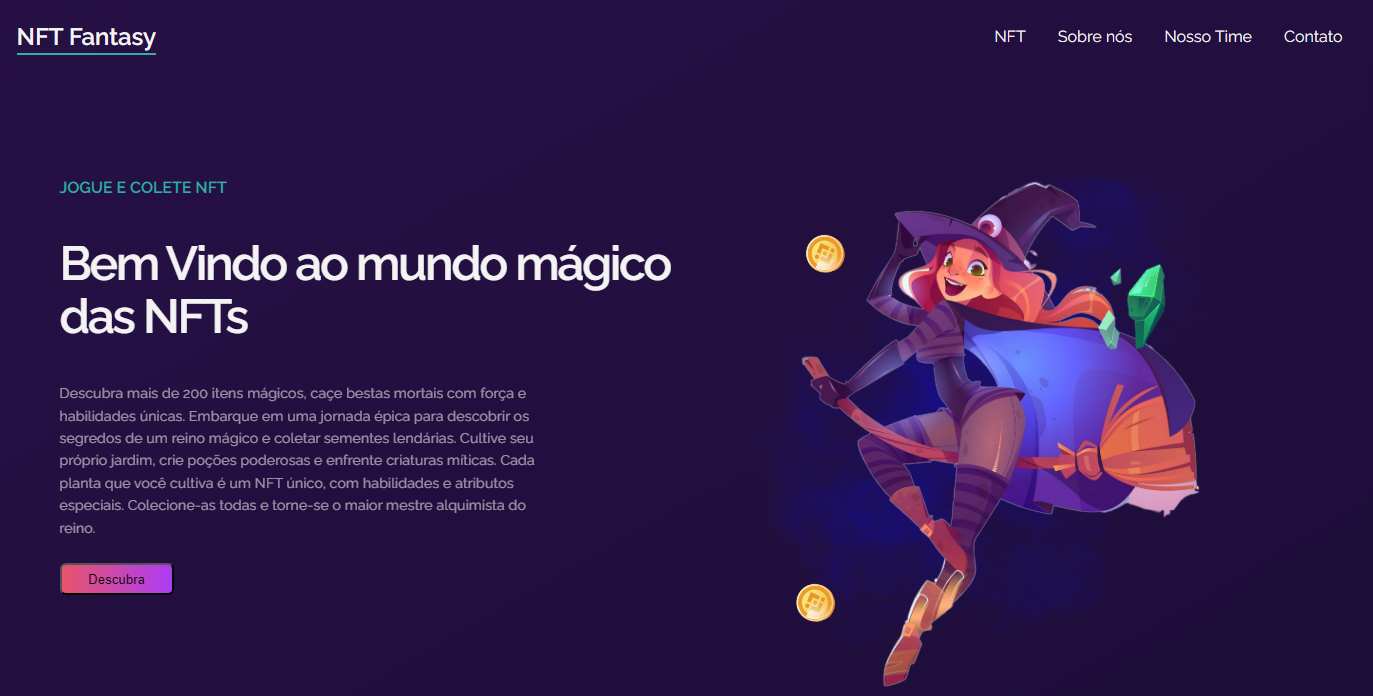 NFT Fantasy
NFT Sobre nós Nosso Time Contato
JOGUE E COLETE NFT
Bem Vindo ao mundo mágico
das NFTs
Descubra mais de 200 itens mágicos, caçe bestas mortais com força e
habilidades únicas. Embarque em uma jornada épica para descobrir os
segredos de um reino mágico e coletar sementes lendárias. Cultive seu
próprio jardim, crie poções poderosas e enfrente criaturas míticas. Cada
planta que você cultiva é um NFT único, com habilidades e atributos
especiais. Colecione-as todas e torne-se o maior mestre alquimista do
reino.
Descubra